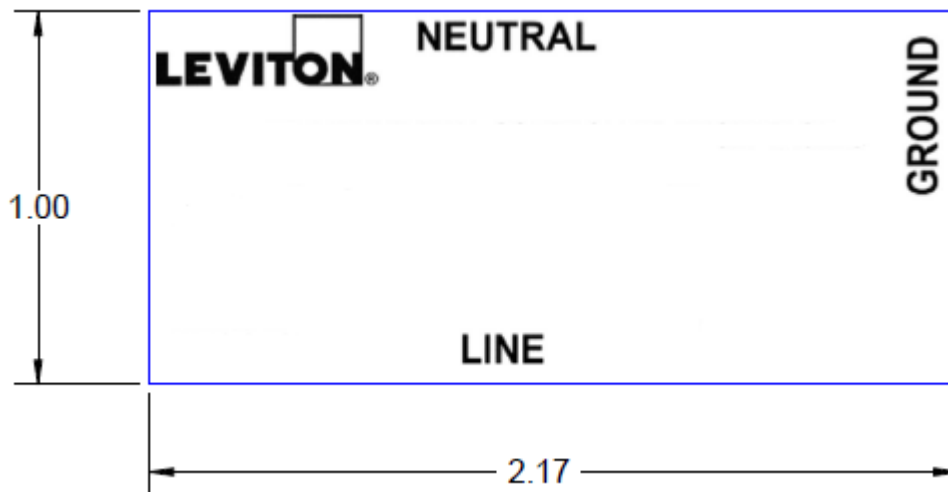 LEVITON®
NEUTRAL
GROUND
1.00
LINE
2.17